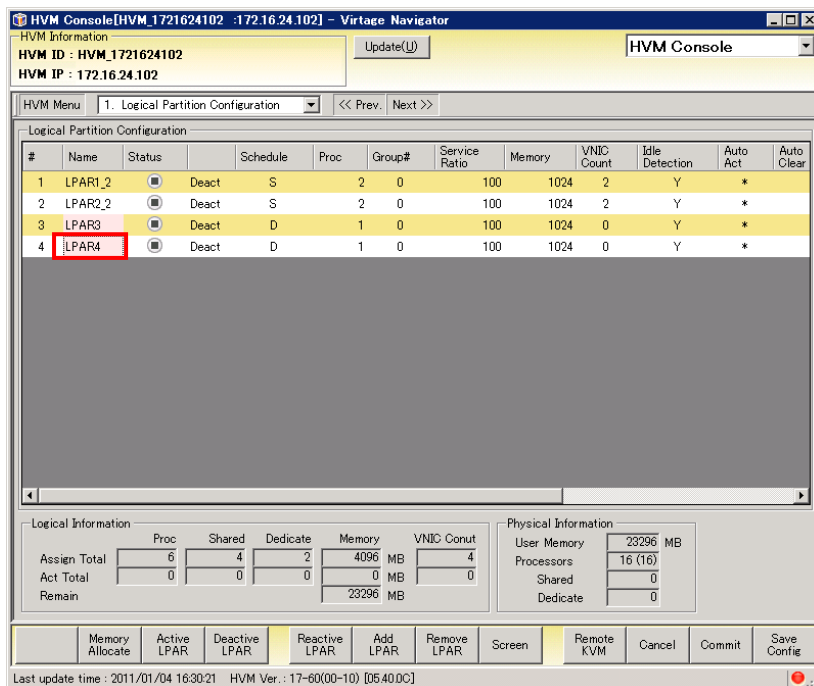 HVM Console[HVM_1721624102 :172.16.24.102] - Virtage Navigator
HVM Information
HVM ID : HVM_1721624102
HVM IP : 172.16.24.102
Update(U)
HVM Console
HVM Menu 1. Logical Partition Configuration << Prev. Next >>
Logical Partition Configuration
# Name Status Schedule Proc Group# Service Ratio Memory VNIC Count Idle Detection Auto Act Auto Clear
1 LPAR1_2 Deact S 2 0 100 1024 2 Y *
2 LPAR2_2 Deact S 2 0 100 1024 2 Y *
3 LPAR3 Deact D 1 0 100 1024 0 Y *
4 LPAR4 Deact D 1 0 100 1024 0 Y *
Logical Information
Proc Shared Dedicate Memory VNIC Conut
Assign Total 6 4 2 4096 MB 4
Act Total 0 0 0 0 MB 0
Remain 23296 MB
Physical Information
User Memory 23296 MB
Processors 16 (16)
Shared 0
Dedicate 0
Memory Allocate Active LPAR Deactive LPAR Reactive LPAR Add LPAR Remove LPAR Screen Remote KVM Cancel Commit Save Config
Last update time : 2011/01/04 16:30:21 HVM Ver. : 17-60(00-10) [05.40.0C]